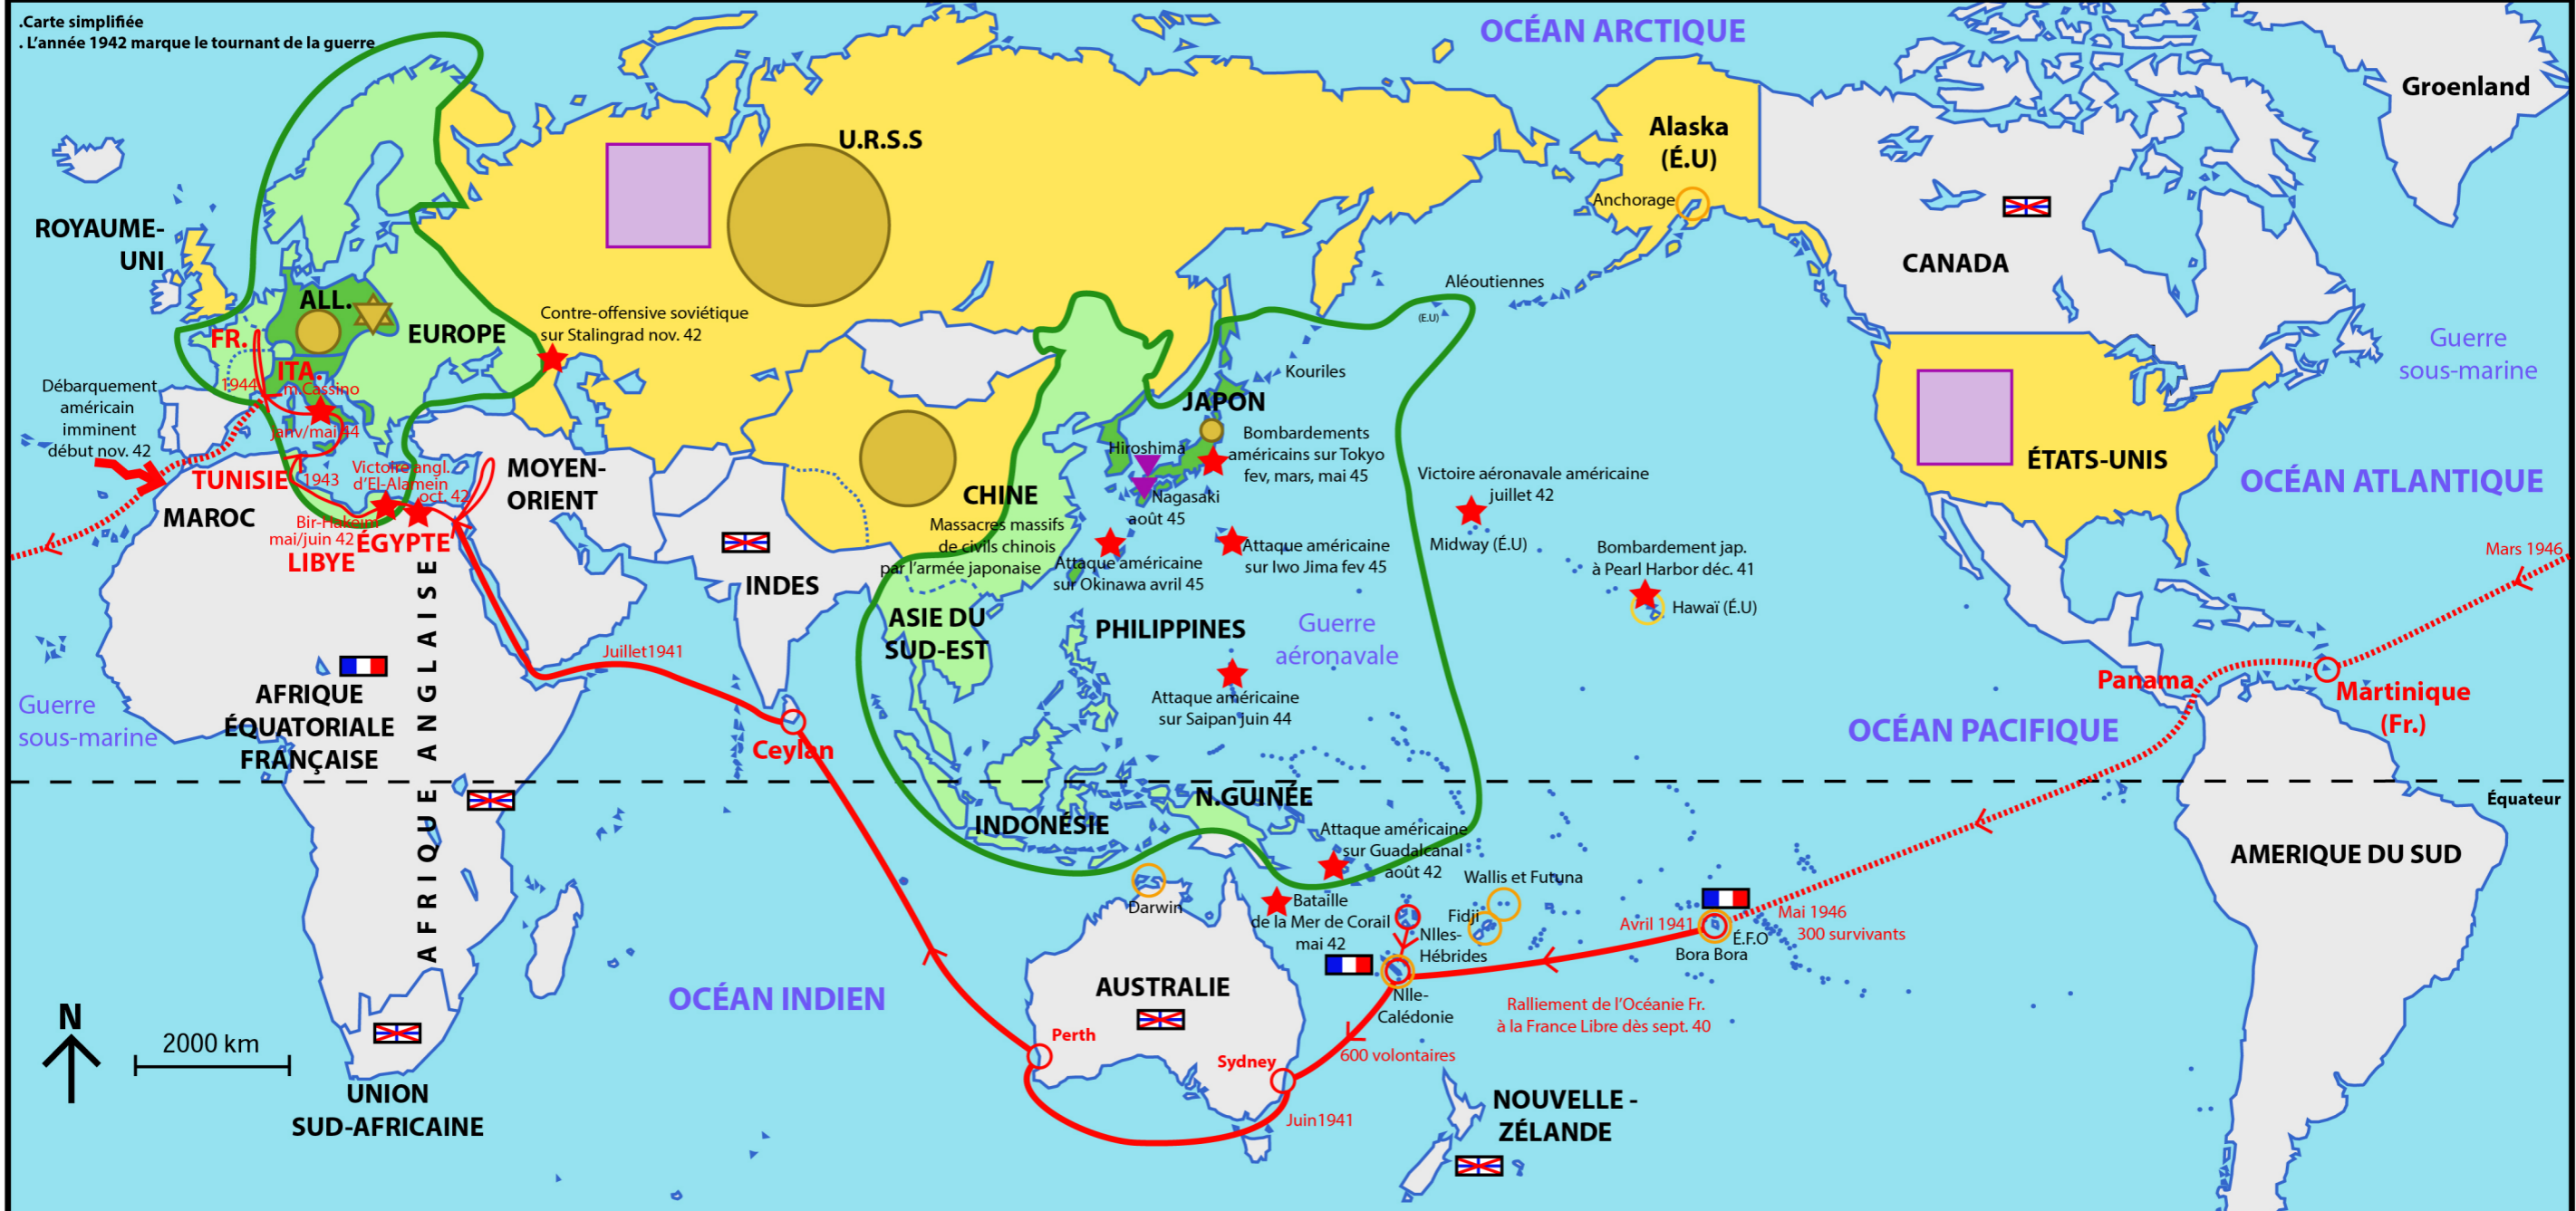 .Carte simplifiée
. L'année 1942 marque le tournant de la guerre
OCÉAN ARCTIQUE
Groenland
U.R.S.S
Alaska
(É.U)
Anchorage
ROYAUME-
UNI
CANADA
Aléoutiennes
(E.U)
ALL.
EUROPE
Contre-offensive soviétique
sur Stalingrad nov. 42
FR.
ITA.
1944
m.Cassino
janv/mai 44
Débarquement
américain
imminent
début nov. 42
Kouriles
JAPON
Guerre
sous-marine
Hiroshima
Bombardements
américains sur Tokyo
fev, mars, mai 45
Nagasaki
août 45
ÉTATS-UNIS
OCÉAN ATLANTIQUE
TUNISIE
1943
Victoire angl.
d'El-Alamein
oct. 42
MOYEN-
ORIENT
MAROC
Bir-Hakeim
mai/juin 42
ÉGYPTE
LIBYE
CHINE
Massacres massifs
de civils chinois
par l'armée japonaise
Victoire aéronavale américaine
juillet 42
Midway (É.U)
Attaque américaine
sur Okinawa avril 45
Attaque américaine
sur Iwo Jima fev 45
Bombardement jap.
à Pearl Harbor déc. 41
Hawaï (É.U)
Mars 1946
INDES
ASIE DU
SUD-EST
PHILIPPINES
Guerre
aéronavale
Juillet1941
Attaque américaine
sur Saipan juin 44
AFRIQUE ANGLAISE
AFRIQUE
ÉQUATORIALE
FRANÇAISE
Guerre
sous-marine
Ceylan
OCÉAN PACIFIQUE
Panama
Martinique
(Fr.)
Équateur
N.GUINÉE
INDONÉSIE
Attaque américaine
sur Guadalcanal
août 42
AMERIQUE DU SUD
Darwin
Bataille
de la Mer de Corail
mai 42
Wallis et Futuna
Fidji
Nlles-
Hébrides
Avril 1941
É.F.O
Bora Bora
Mai 1946
300 survivants
AUSTRALIE
OCÉAN INDIEN
Nlle-
Calédonie
Ralliement de l'Océanie Fr.
à la France Libre dès sept. 40
600 volontaires
N
2000 km
Perth
Sydney
Juin1941
UNION
SUD-AFRICAINE
NOUVELLE -
ZÉLANDE